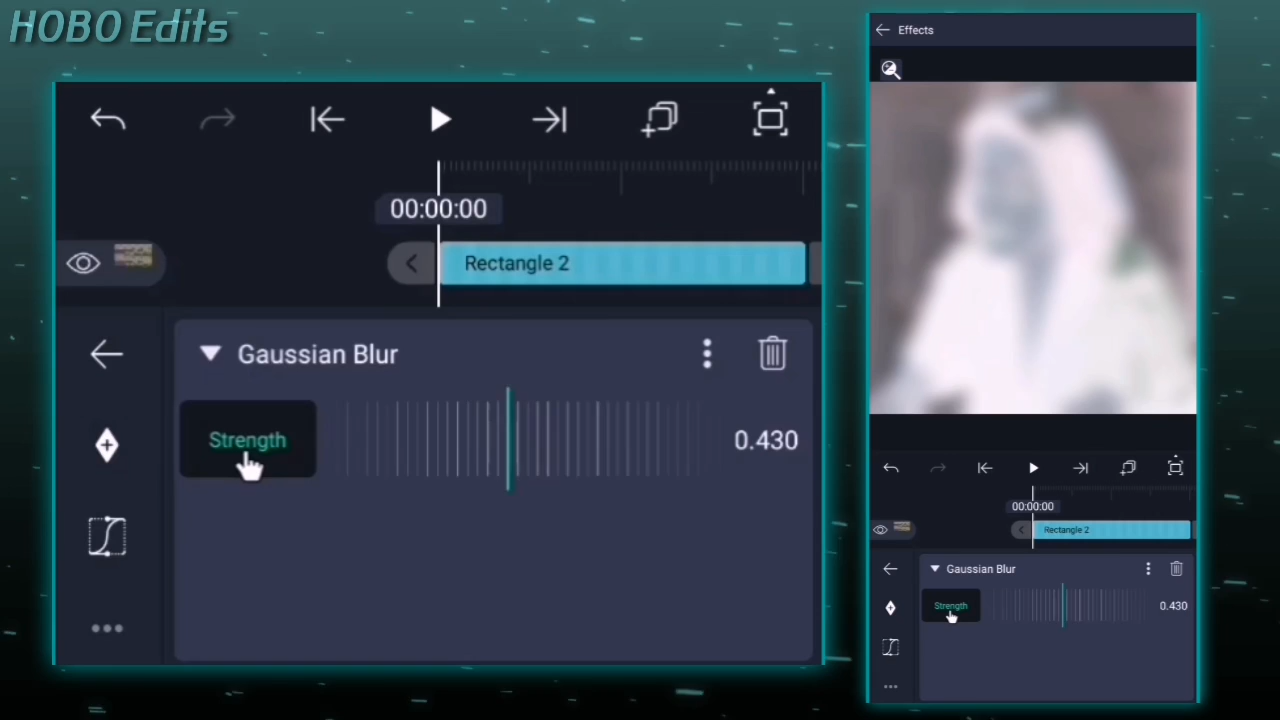 HOBO Edits
00:00:00
Rectangle 2
Gaussian Blur
Strength
0.430
Effects
00:00:00
Rectangle 2
Gaussian Blur
Strength
0.430